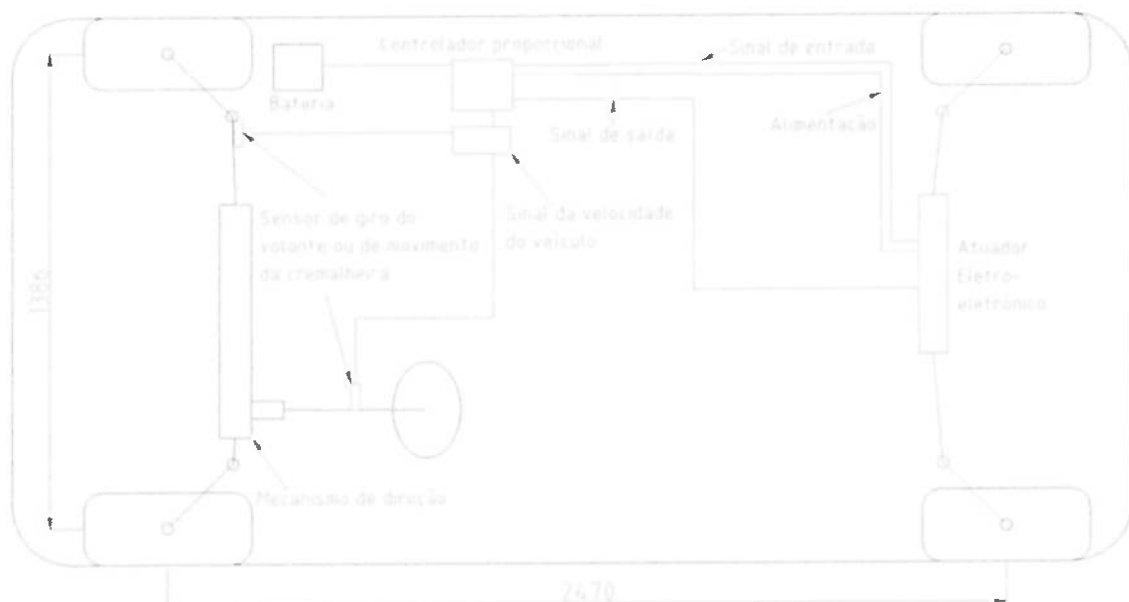 Controlador proporcional
Sinal de entrada
Bateria
Sinal de saída
Alimentação
Sensor de giro do
volante ou de movimento
da cremalheira
Sinal da velocidade
do veículo
Atuador
Eletro-
eletrônico
1386
Mecanismo de direção
2470